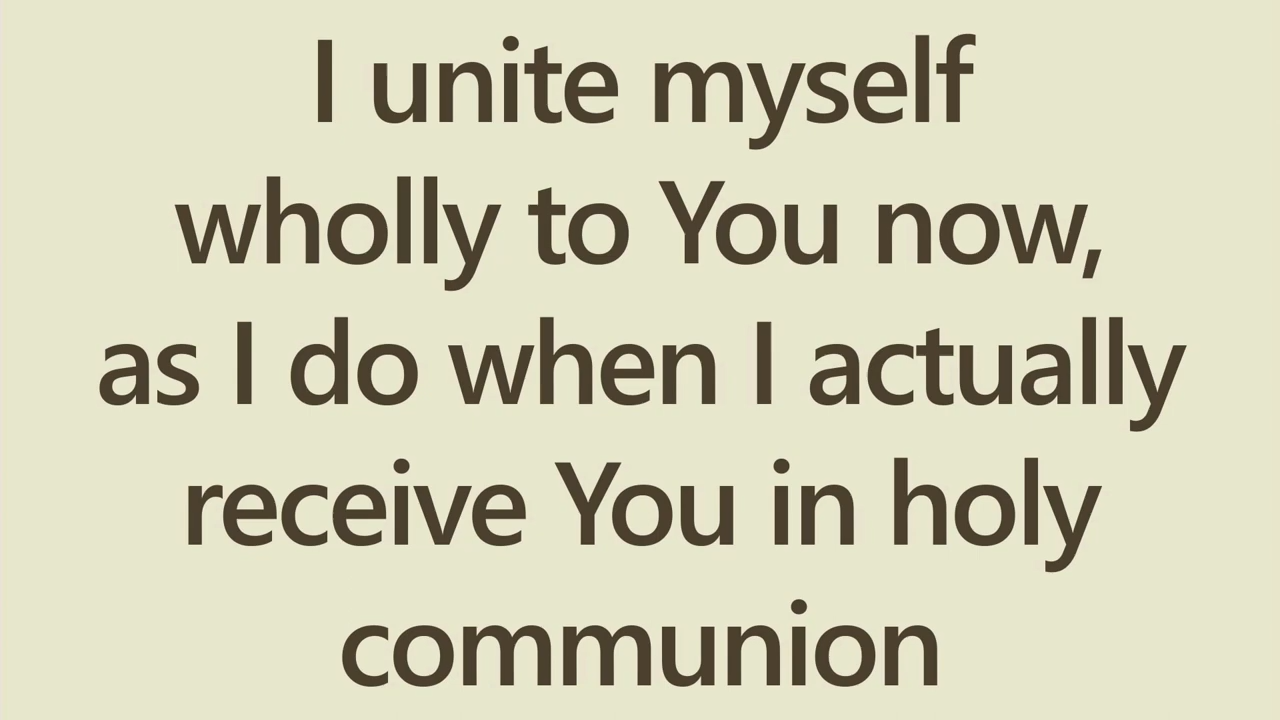 I unite myself
wholly to You now,
as I do when I actually
receive You in holy
communion